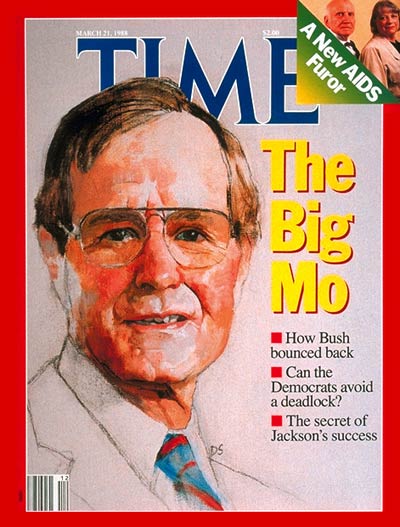 MARCH 21, 1988
$2.00
A New AIDS
Furor
TIME
The
Big
Mo
How Bush
bounced back
Can the
Democrats avoid
a deadlock?
The secret of
Jackson's success
DS
12